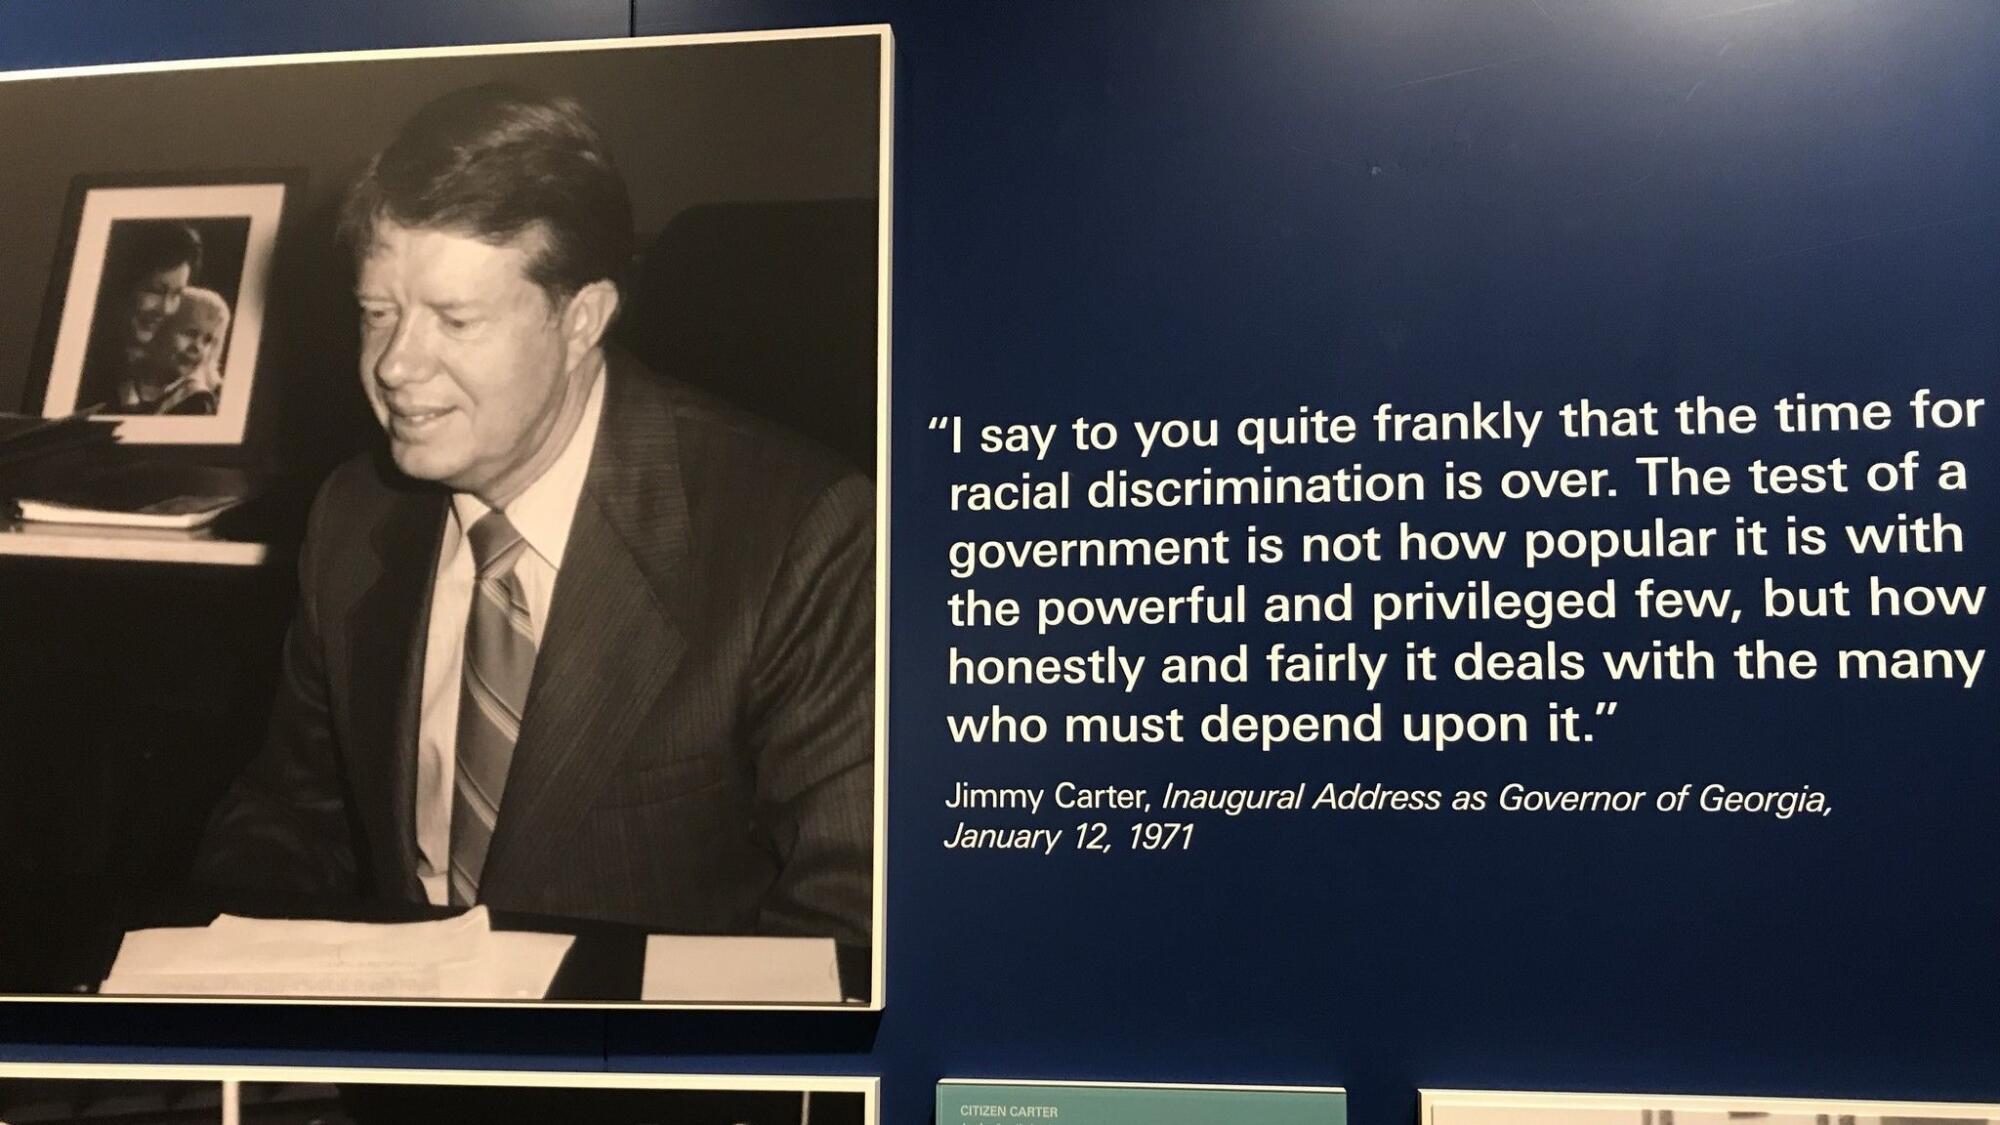 “I say to you quite frankly that the time for
racial discrimination is over. The test of a
government is not how popular it is with
the powerful and privileged few, but how
honestly and fairly it deals with the many
who must depend upon it.”
Jimmy Carter, Inaugural Address as Governor of Georgia,
January 12, 1971
CITIZEN CARTER